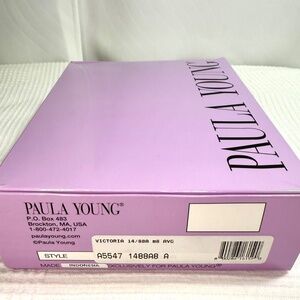 PAULA YOUNG
PAULA YOUNG®
P.O. Box 483
Brockton, MA, USA
1-800-472-4017
paulayoung.com
©Paula Young
VICTORIA 14/88A M8 AVG
STYLE
A5547 1488A8 A
MADE INDONESIA EXCLUSIVELY FOR PAULA YOUNG®